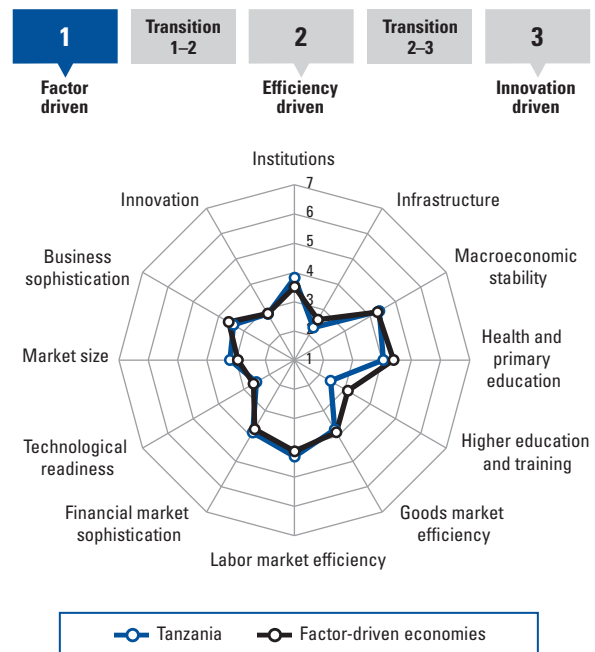 1
Transition
1–2
2
Transition
2–3
3
Factor
driven
Efficiency
driven
Innovation
driven
Institutions
Innovation
7
Infrastructure
6
5
Business
sophistication
Macroeconomic
stability
4
3
Market size
1
Health and
primary
education
Technological
readiness
Higher education
and training
Financial market
sophistication
Goods market
efficiency
Labor market efficiency
Tanzania
Factor-driven economies